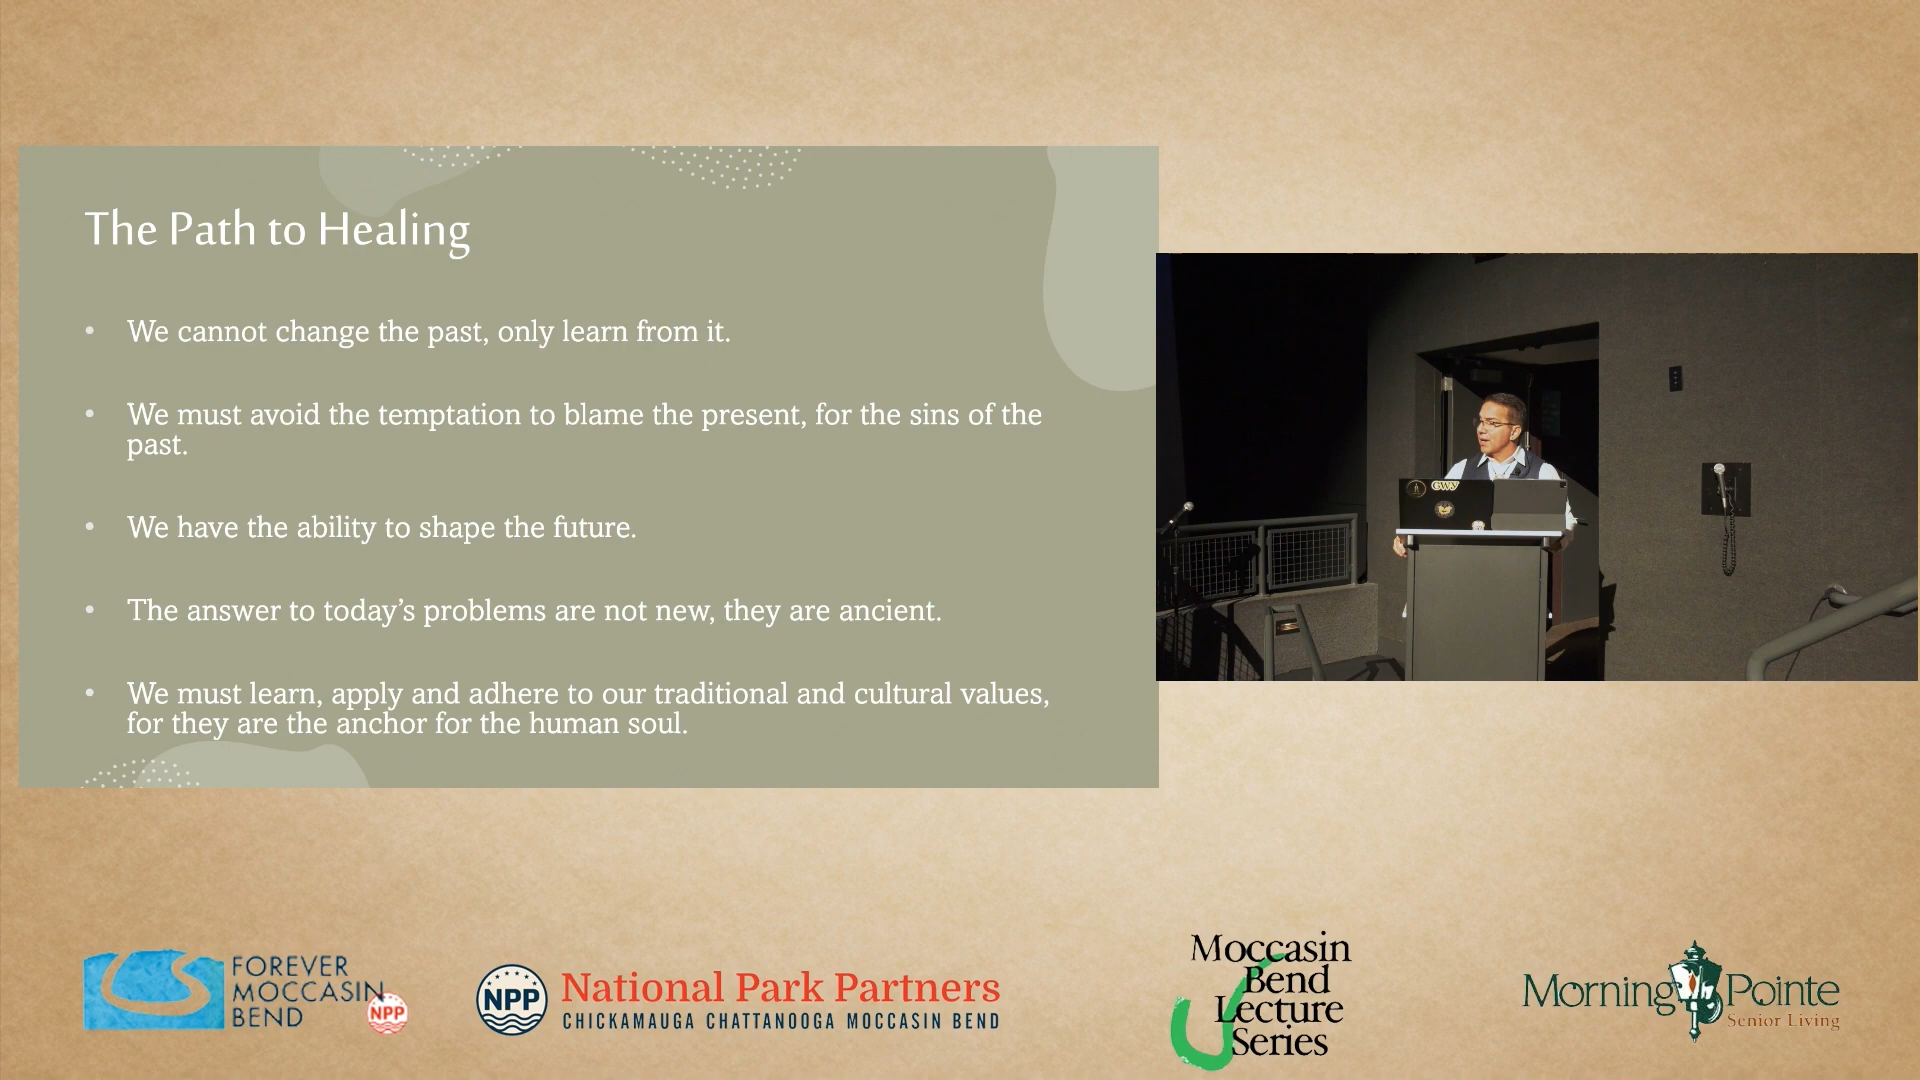 The Path to Healing
• We cannot change the past, only learn from it.
• We must avoid the temptation to blame the present, for the sins of the
past.
• We have the ability to shape the future.
• The answer to today’s problems are not new, they are ancient.
• We must learn, apply and adhere to our traditional and cultural values,
for they are the anchor for the human soul.
GWY
FOREVER
MOCCASIN
BEND
NPP
NPP
National Park Partners
CHICKAMAUGA CHATTANOOGA MOCCASIN BEND
Moccasin
Bend
Lecture
Series
Morning Pointe
Senior Living